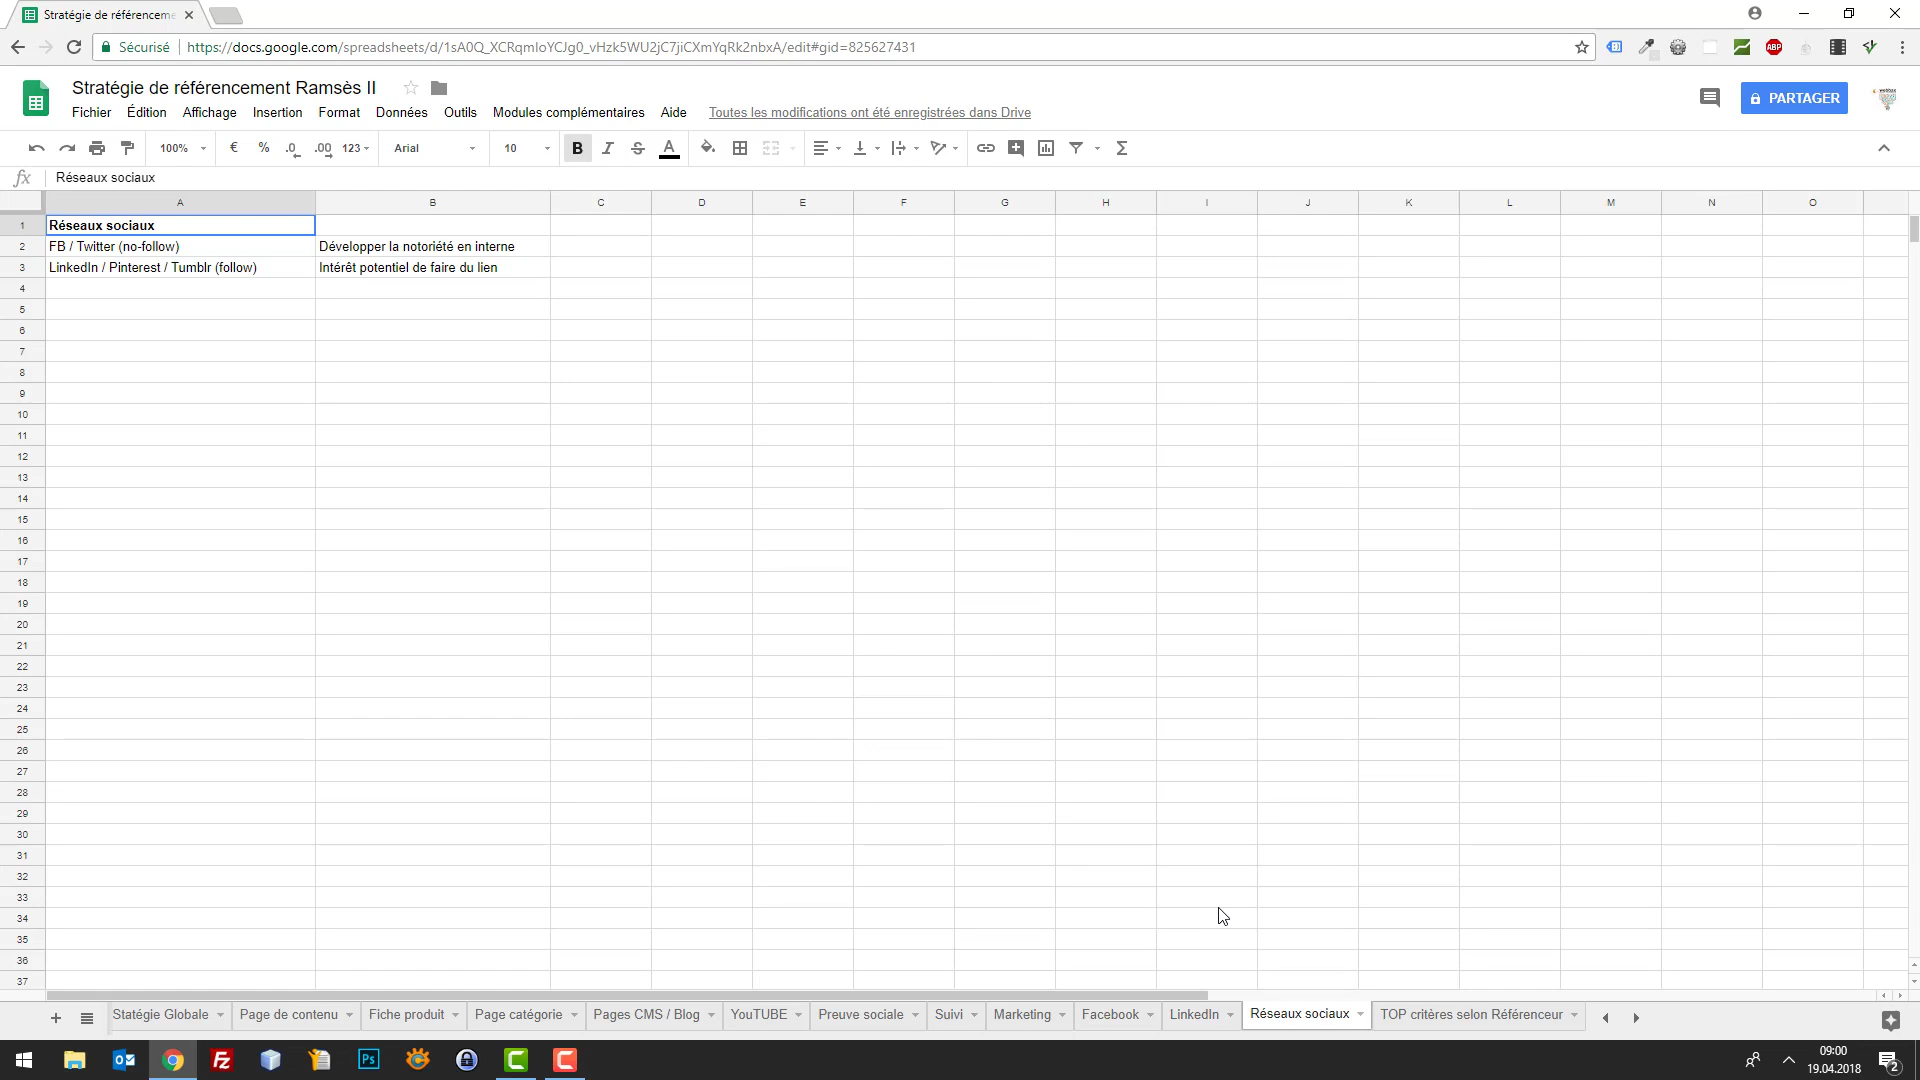 Stratégie de référenceme
Sécurisé
https://docs.google.com/spreadsheets/d/1sA0Q_XCRqmIoYCJg0_vHzk5WU2jC7jiCXmYqRk2nbxA/edit#gid=825627431
ABP
Stratégie de référencement Ramsès II
PARTAGER
Fichier Édition Affichage Insertion Format Données Outils Modules complémentaires Aide Toutes les modifications ont été enregistrées dans Drive
100% € % .0 .00 123 Arial 10 B I S A Σ
fx Réseaux sociaux
A B C D E F G H I J K L M N O
1 Réseaux sociaux
2 FB / Twitter (no-follow) Développer la notoriété en interne
3 LinkedIn / Pinterest / Tumblr (follow) Intérêt potentiel de faire du lien
4
5
6
7
8
9
10
11
12
13
14
15
16
17
18
19
20
21
22
23
24
25
26
27
28
29
30
31
32
33
34
35
36
37
Statégie Globale Page de contenu Fiche produit Page catégorie Pages CMS / Blog YouTUBE Preuve sociale Suivi Marketing Facebook LinkedIn Réseaux sociaux TOP critères selon Référenceur
09:00
19.04.2018
2